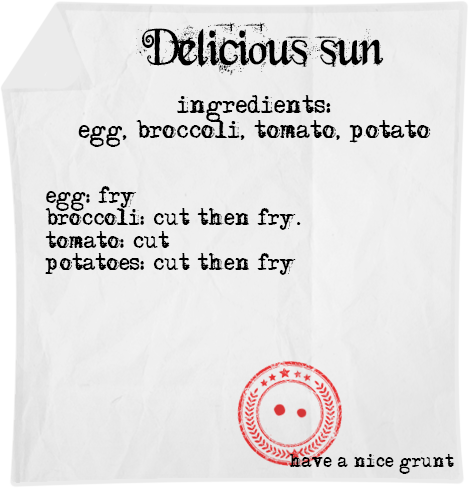 Delicious sun
ingredients:
egg, broccoli, tomato, potato
egg: fry
broccoli: cut then fry.
tomato: cut
potatoes: cut then fry
have a nice grunt